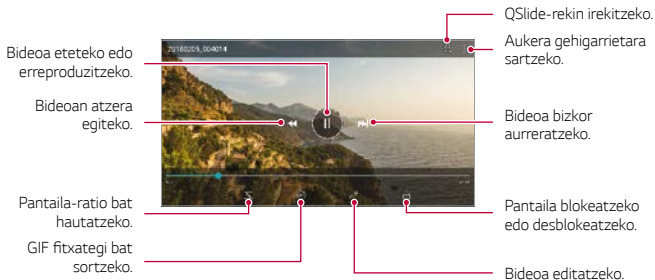 QSlide-rekin irekitzeko.
Aukera gehigarrietara
sartzeko.
20180205_004014
Bideoa eteteko edo
erreproduzitzeko.
Bideoan atzera
egiteko.
Bideoa bizkor
aurreratzeko.
Pantaila-ratio bat
hautatzeko.
GIF fitxategi bat
sortzeko.
Pantaila blokeatzeko
edo desblokeatzeko.
Bideoa editatzeko.